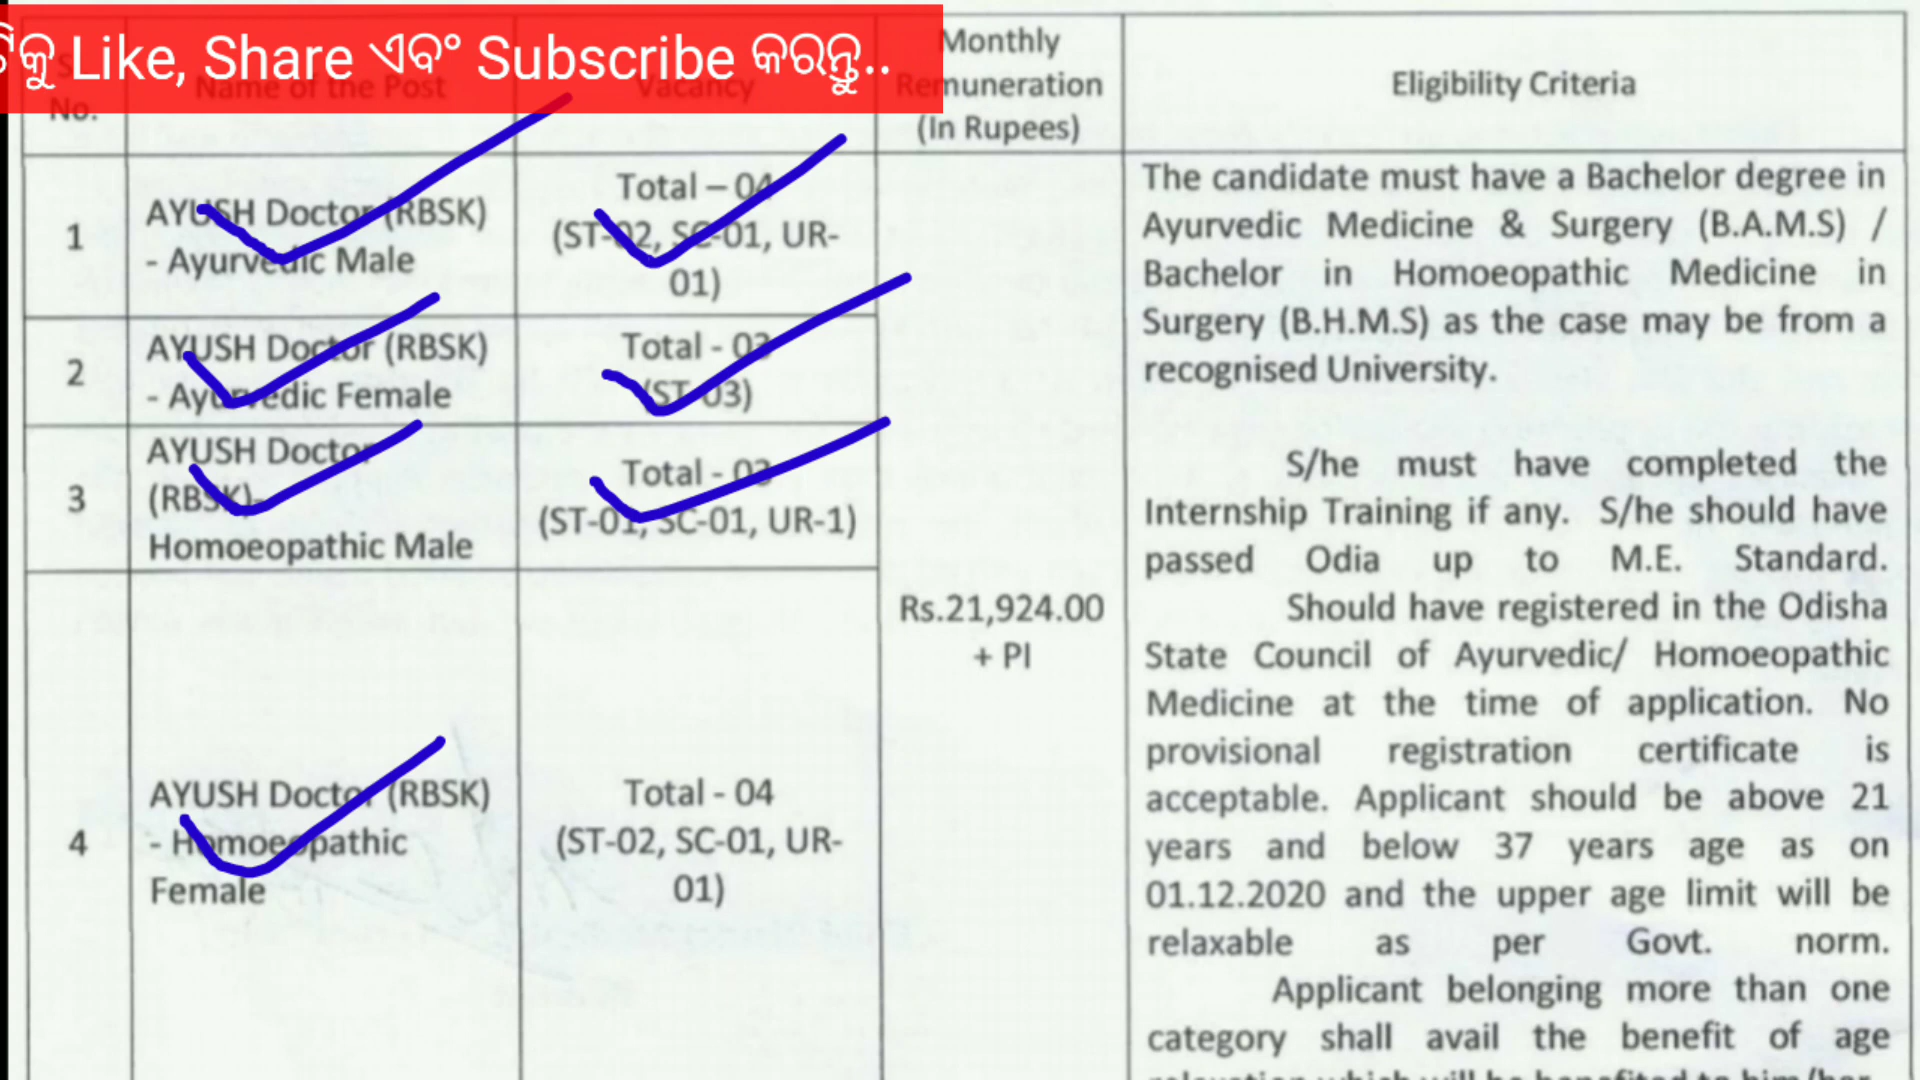 ଟିକୁ Like, Share ଏବଂ Subscribe କରନ୍ତୁ..
No.
Name of the Post
Vacancy
Monthly
Remuneration
(In Rupees)
Eligibility Criteria
1
AYUSH Doctor (RBSK)
- Ayurvedic Male
Total – 04
(ST-02, SC-01, UR-
01)
2
AYUSH Doctor (RBSK)
- Ayurvedic Female
Total - 03
(ST-03)
3
AYUSH Doctor
(RBSK)-
Homoeopathic Male
Total - 03
(ST-01, SC-01, UR-1)
4
AYUSH Doctor (RBSK)
- Homoeopathic
Female
Total - 04
(ST-02, SC-01, UR-
01)
Rs.21,924.00
+ PI
The candidate must have a Bachelor degree in
Ayurvedic Medicine & Surgery (B.A.M.S) /
Bachelor in Homoeopathic Medicine in
Surgery (B.H.M.S) as the case may be from a
recognised University.
S/he must have completed the
Internship Training if any. S/he should have
passed Odia up to M.E. Standard.
Should have registered in the Odisha
State Council of Ayurvedic/ Homoeopathic
Medicine at the time of application. No
provisional registration certificate is
acceptable. Applicant should be above 21
years and below 37 years age as on
01.12.2020 and the upper age limit will be
relaxable as per Govt. norm.
Applicant belonging more than one
category shall avail the benefit of age
relaxation which will be benefited to him/her